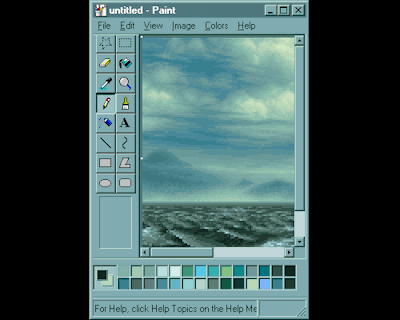 untitled - Paint
File Edit View Image Colors Help
A
For Help, click Help Topics on the Help Me